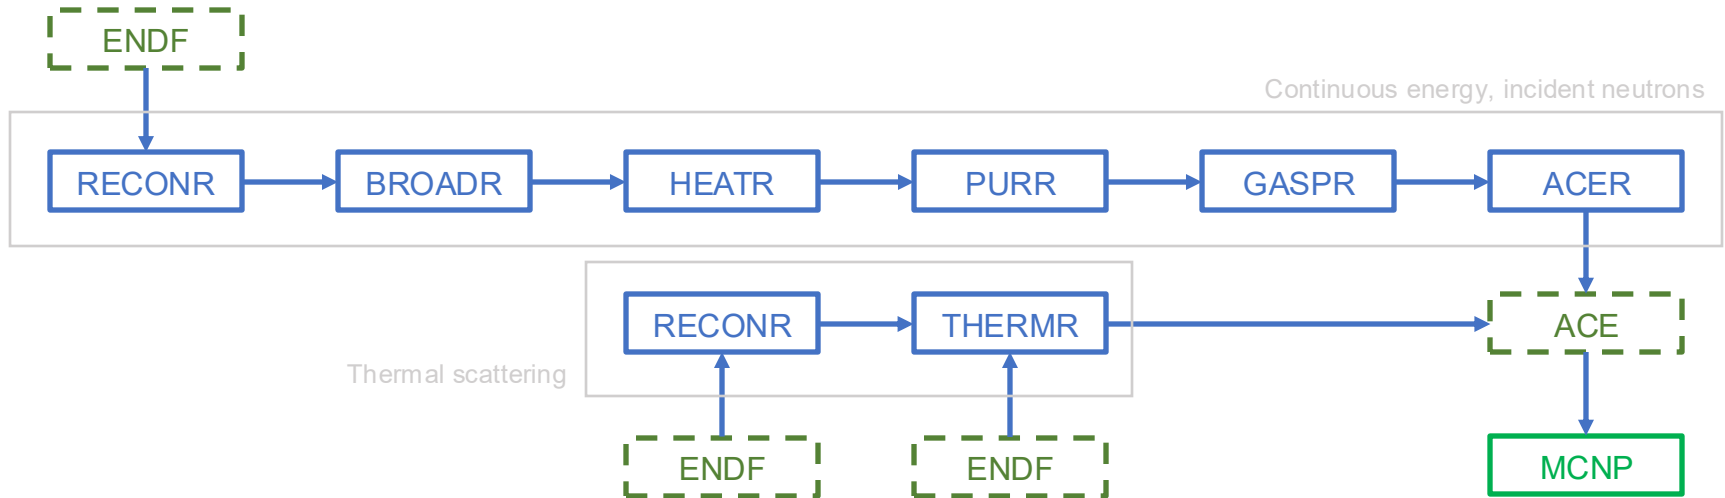 ENDF
Continuous energy, incident neutrons
RECONR
BROADR
HEATR
PURR
GASPR
ACER
RECONR
THERMR
ACE
Thermal scattering
ENDF
ENDF
MCNP